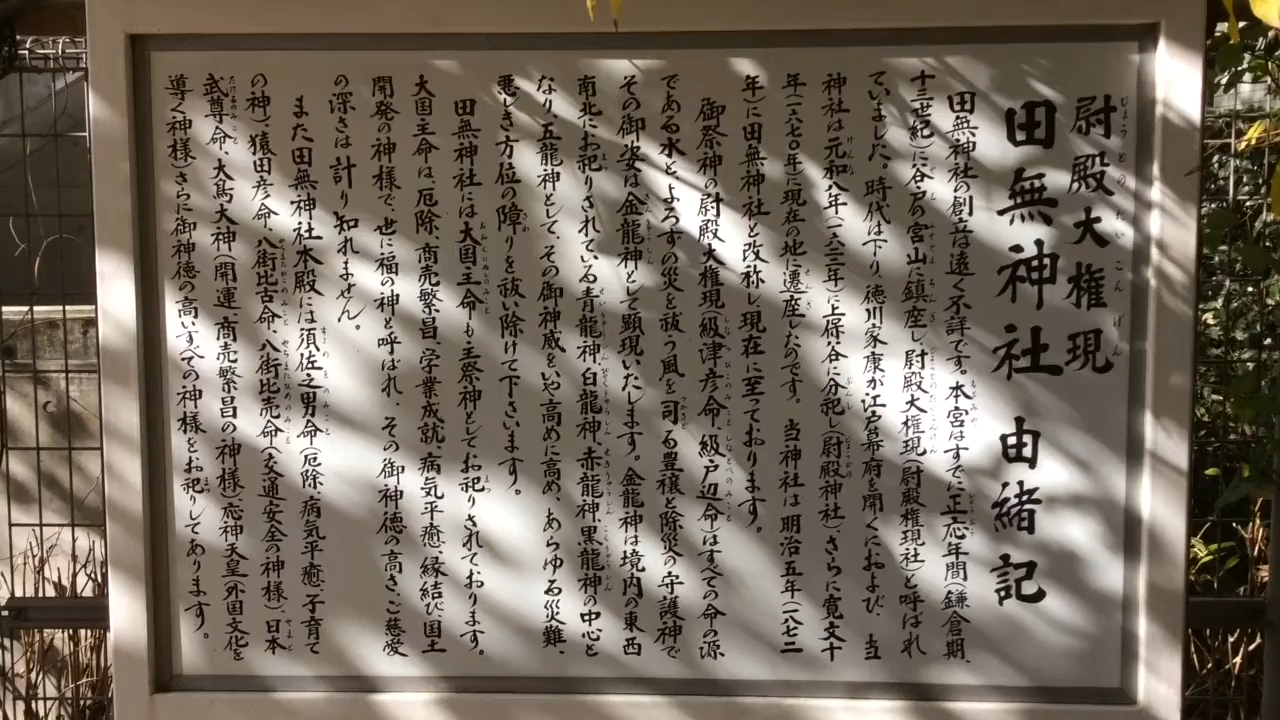 尉殿大権現
じょうとのだいこんげん
田無神社 由緒記
田無神社の創立は遠く不詳です。本宮はすでに正応年間(鎌倉期、
十三世紀)に谷戸の宮山に鎮座し、尉殿大権現(尉殿権現社)と呼ばれ
ていました。時代は下り、徳川家康が江戸幕府を開くにおよび、当
神社は元和八年(一六二二年)に上保谷に分祀し(尉殿神社)、さらに寛文十
年(一六七〇年)に現在の地に遷座したのです。当神社は、明治五年(一八七二
年)に田無神社と改称し現在に至っております。
御祭神の尉殿大権現(級津彦命、級戸辺命)はすべての命の源
である水と、よろずの災を祓う風を司る豊穣と除災の守護神で
その御姿は金龍神として顕現いたします。金龍神は境内の東西
南北にお祀りされている青龍神、白龍神、赤龍神、黒龍神の中心と
なり、五龍神として、その御神威をいや高めに高め、あらゆる災難、
悪しき方位の障りを祓い除けて下さいます。
田無神社には大国主命も主祭神としてお祀りされております。
大国主命は、厄除、商売繁昌、学業成就、病気平癒、縁結び、国土
開発の神様で、世に福の神と呼ばれ、その御神徳の高さ、ご慈愛
の深さは計り知れません。
また田無神社本殿には須佐之男命(厄除、病気平癒、子育て
の神)、猿田彦命、八街比古命、八街比売命(交通安全の神様)、日本
武尊命、大鳥大神(開運、商売繁昌の神様)、応神天皇(外国文化を
導く神様)さらに御神徳の高いすべての神様をお祀りしてあります。